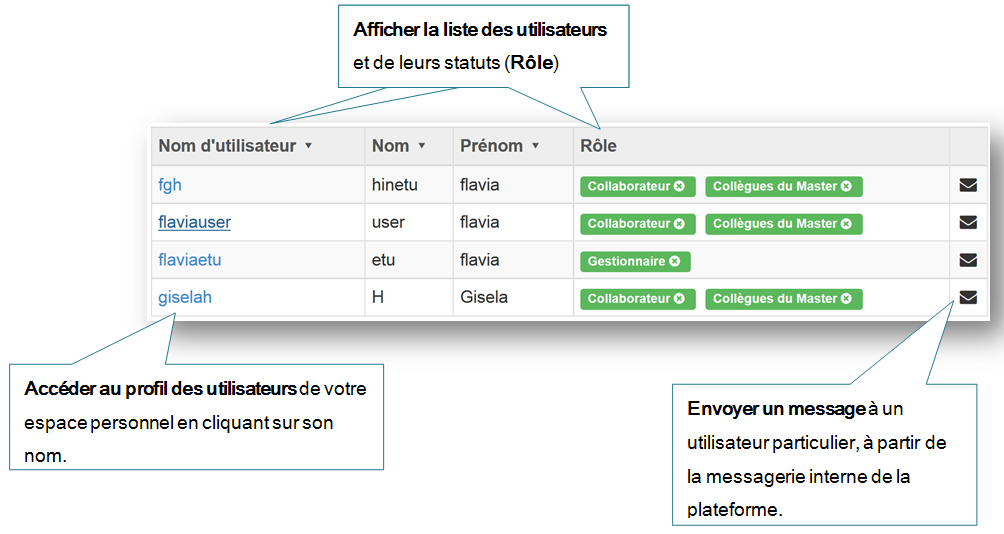 Afficher la liste des utilisateurs
et de leurs statuts (Rôle)
Nom d'utilisateur Nom Prénom Rôle
fgh hinetu flavia Collaborateur Collègues du Master
flaviauser user flavia Collaborateur Collègues du Master
flaviaetu etu flavia Gestionnaire
giselah H Gisela Collaborateur Collègues du Master
Accéder au profil des utilisateurs de votre
espace personnel en cliquant sur son
nom.
Envoyer un message à un
utilisateur particulier, à partir de
la messagerie interne de la
plateforme.